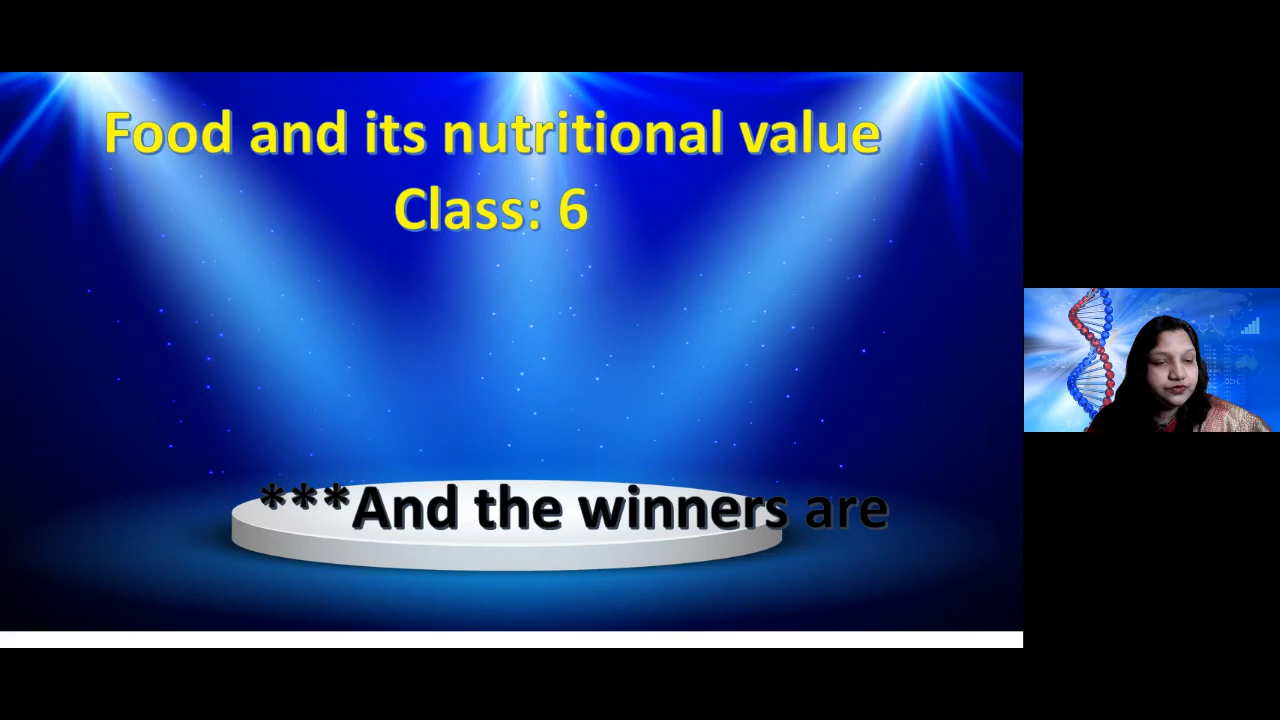 Food and its nutritional value
Class: 6
***And the winners are